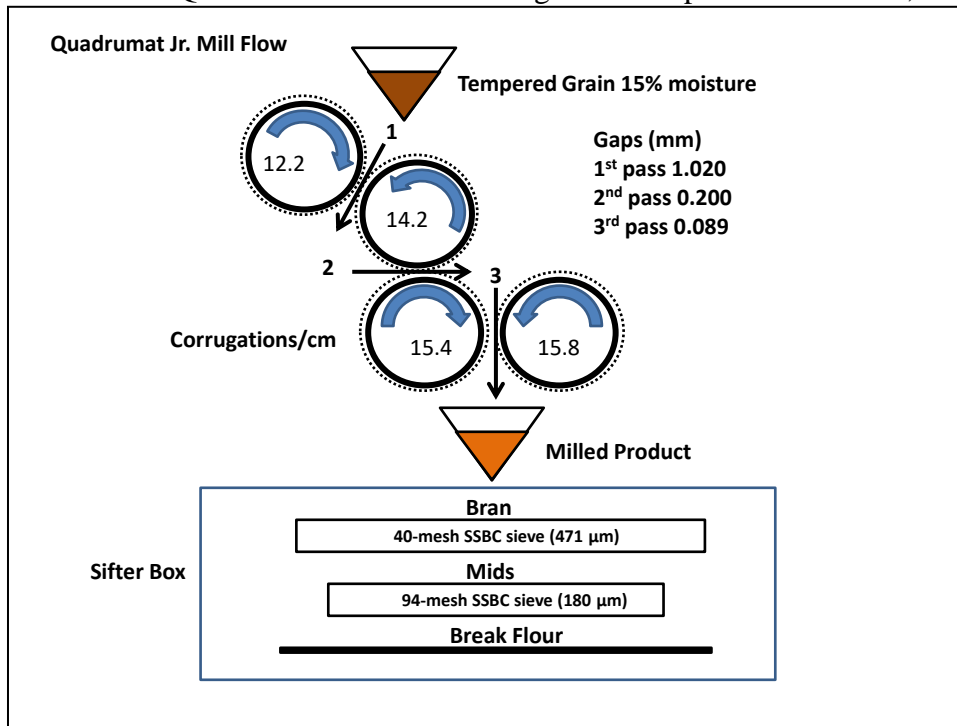 Quadrumat Jr. Mill Flow
Tempered Grain 15% moisture
1
12.2
Gaps (mm)
1st pass 1.020
2nd pass 0.200
3rd pass 0.089
14.2
2
3
Corrugations/cm
15.4
15.8
Milled Product
Bran
40-mesh SSBC sieve (471 µm)
Sifter Box
Mids
94-mesh SSBC sieve (180 µm)
Break Flour